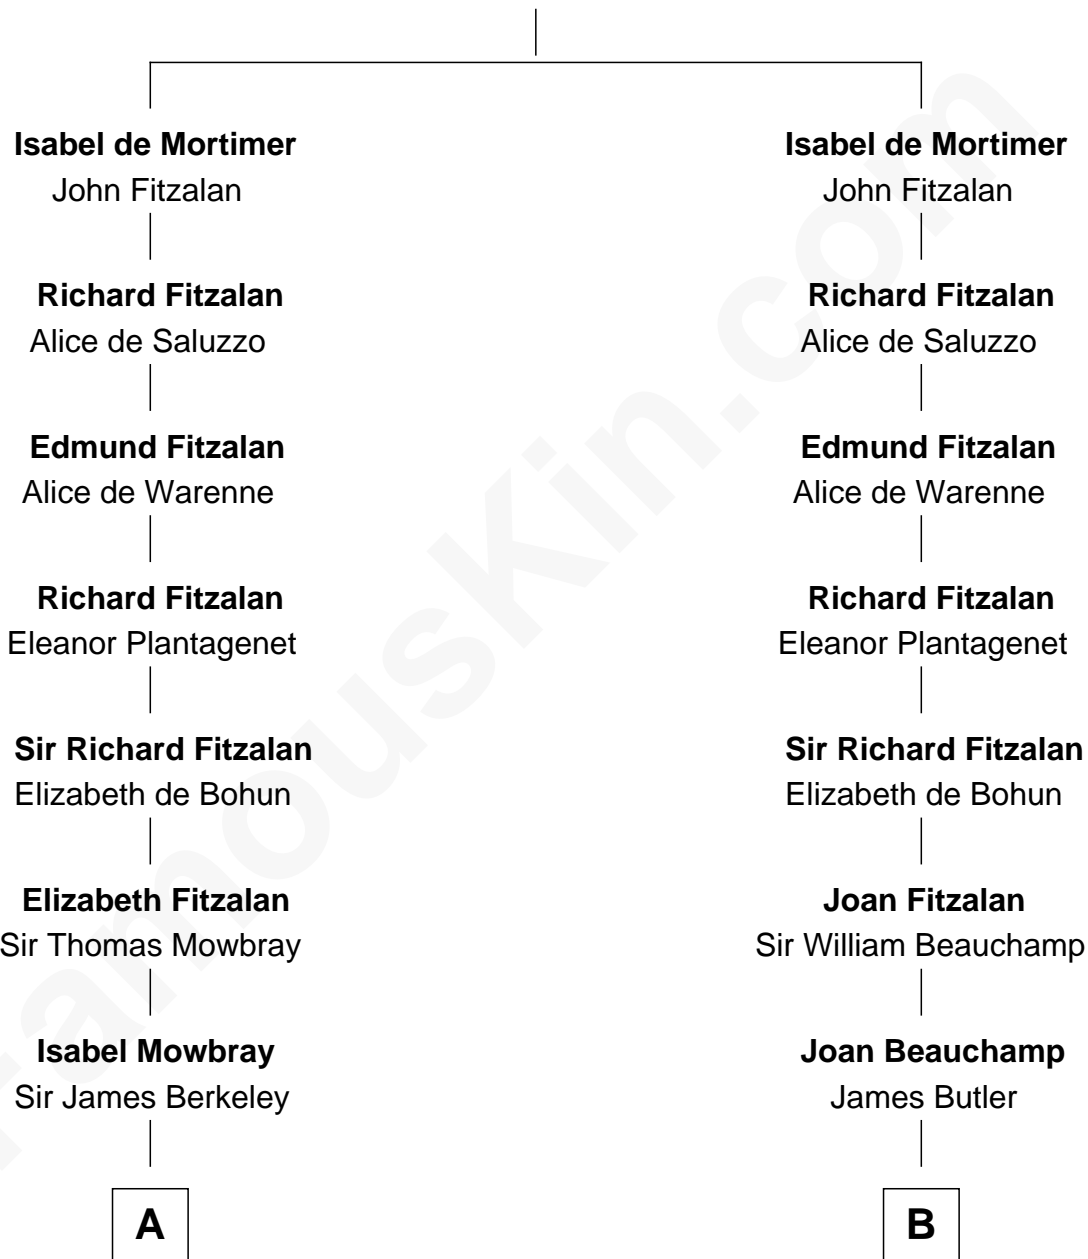 Isabel de Mortimer
John Fitzalan
Richard Fitzalan
Alice de Saluzzo
Edmund Fitzalan
Alice de Warenne
Richard Fitzalan
Eleanor Plantagenet
Sir Richard Fitzalan
Elizabeth de Bohun
Elizabeth Fitzalan
Sir Thomas Mowbray
Isabel Mowbray
Sir James Berkeley
A
Isabel de Mortimer
John Fitzalan
Richard Fitzalan
Alice de Saluzzo
Edmund Fitzalan
Alice de Warenne
Richard Fitzalan
Eleanor Plantagenet
Sir Richard Fitzalan
Elizabeth de Bohun
Joan Fitzalan
Sir William Beauchamp
Joan Beauchamp
James Butler
B
FamousKin.com